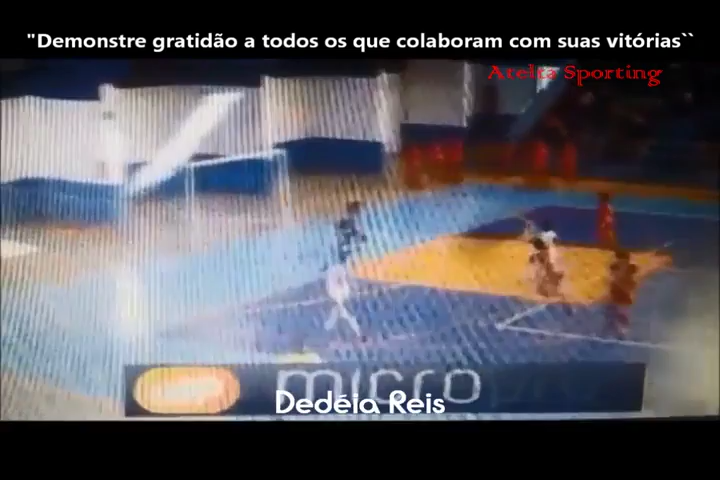 "Demonstre gratidão a todos os que colaboram com suas vitórias``
Atelta Sporting
micro
Dedéia Reis